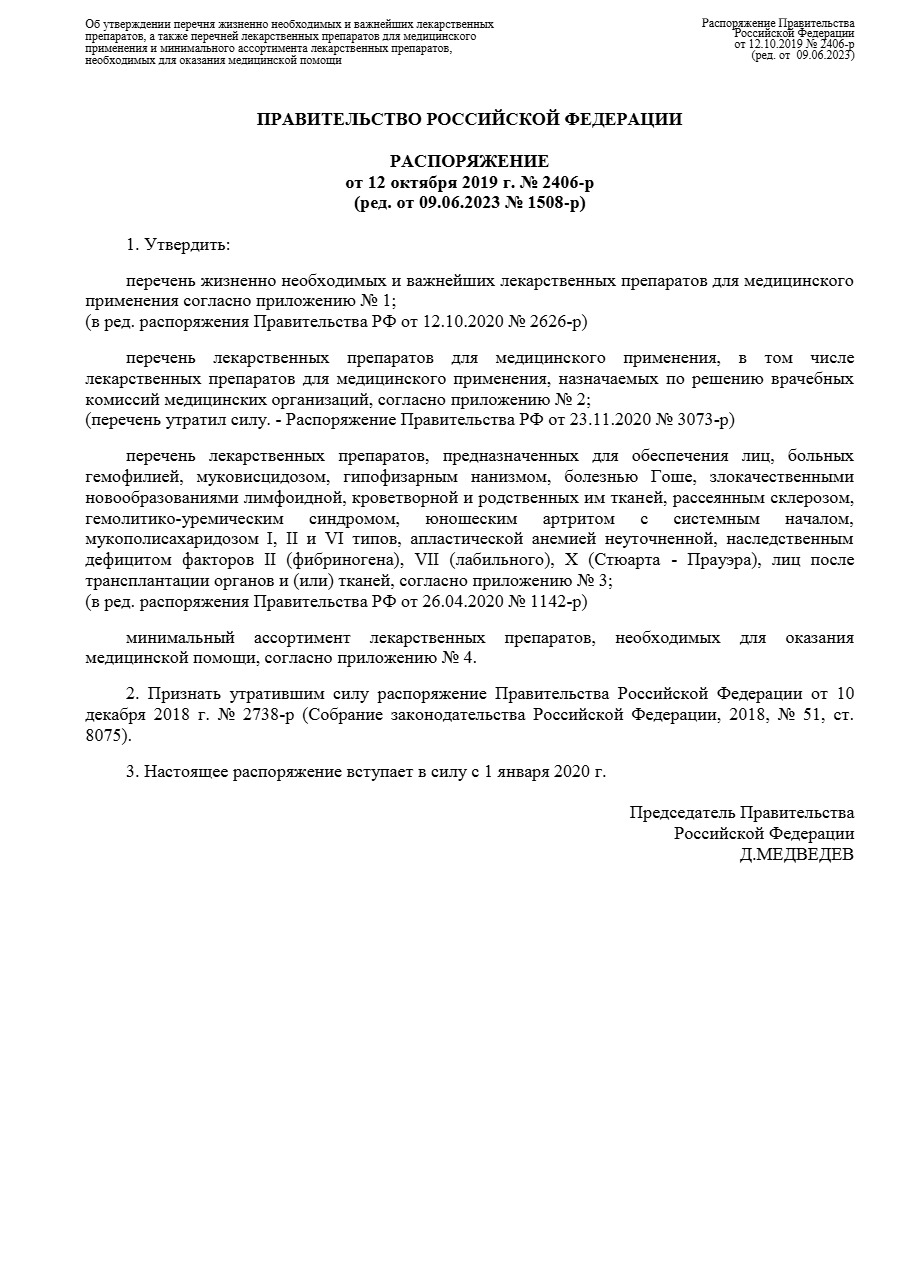 Об утверждении перечня жизненно необходимых и важнейших лекарственных
препаратов, а также перечней лекарственных препаратов для медицинского
применения и минимального ассортимента лекарственных препаратов,
необходимых для оказания медицинской помощи
Распоряжение Правительства
Российской Федерации
от 12.10.2019 № 2406-р
(ред. от  09.06.2023)
ПРАВИТЕЛЬСТВО РОССИЙСКОЙ ФЕДЕРАЦИИ
РАСПОРЯЖЕНИЕ
от 12 октября 2019 г. № 2406-р
(ред. от 09.06.2023 № 1508-р)
1. Утвердить:
перечень жизненно необходимых и важнейших лекарственных препаратов для медицинского
применения согласно приложению № 1;
(в ред. распоряжения Правительства РФ от 12.10.2020 № 2626-р)
перечень лекарственных препаратов для медицинского применения, в том числе
лекарственных препаратов для медицинского применения, назначаемых по решению врачебных
комиссий медицинских организаций, согласно приложению № 2;
(перечень утратил силу. - Распоряжение Правительства РФ от 23.11.2020 № 3073-р)
перечень лекарственных препаратов, предназначенных для обеспечения лиц, больных
гемофилией, муковисцидозом, гипофизарным нанизмом, болезнью Гоше, злокачественными
новообразованиями лимфоидной, кроветворной и родственных им тканей, рассеянным склерозом,
гемолитико-уремическим синдромом, юношеским артритом с системным началом,
мукополисахаридозом I, II и VI типов, апластической анемией неуточненной, наследственным
дефицитом факторов II (фибриногена), VII (лабильного), X (Стюарта - Прауэра), лиц после
трансплантации органов и (или) тканей, согласно приложению № 3;
(в ред. распоряжения Правительства РФ от 26.04.2020 № 1142-р)
минимальный ассортимент лекарственных препаратов, необходимых для оказания
медицинской помощи, согласно приложению № 4.
2. Признать утратившим силу распоряжение Правительства Российской Федерации от 10
декабря 2018 г. № 2738-р (Собрание законодательства Российской Федерации, 2018, № 51, ст.
8075).
3. Настоящее распоряжение вступает в силу с 1 января 2020 г.
Председатель Правительства
Российской Федерации
Д.МЕДВЕДЕВ